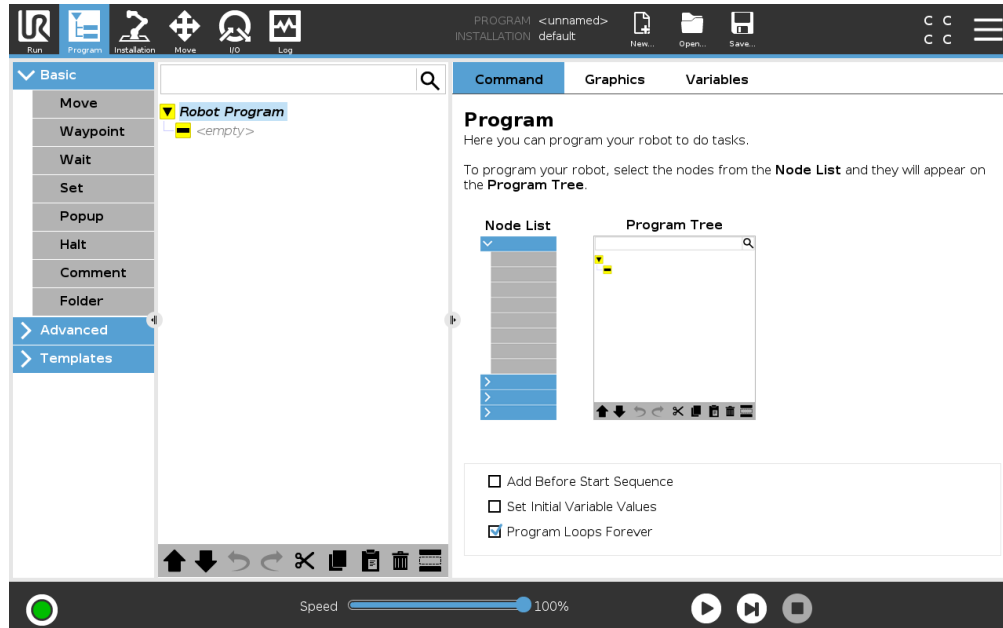 PROGRAM <unnamed>
INSTALLATION default
UR
Run
Program
Installation
Move
I/O
Log
New...
Open...
Save...
C C
C C
Basic
Move
Waypoint
Wait
Set
Popup
Halt
Comment
Folder
Advanced
Templates
Robot Program
<empty>
Command Graphics Variables
Program
Here you can program your robot to do tasks.
To program your robot, select the nodes from the Node List and they will appear on
the Program Tree.
Node List Program Tree
Add Before Start Sequence
Set Initial Variable Values
Program Loops Forever
Speed 100%